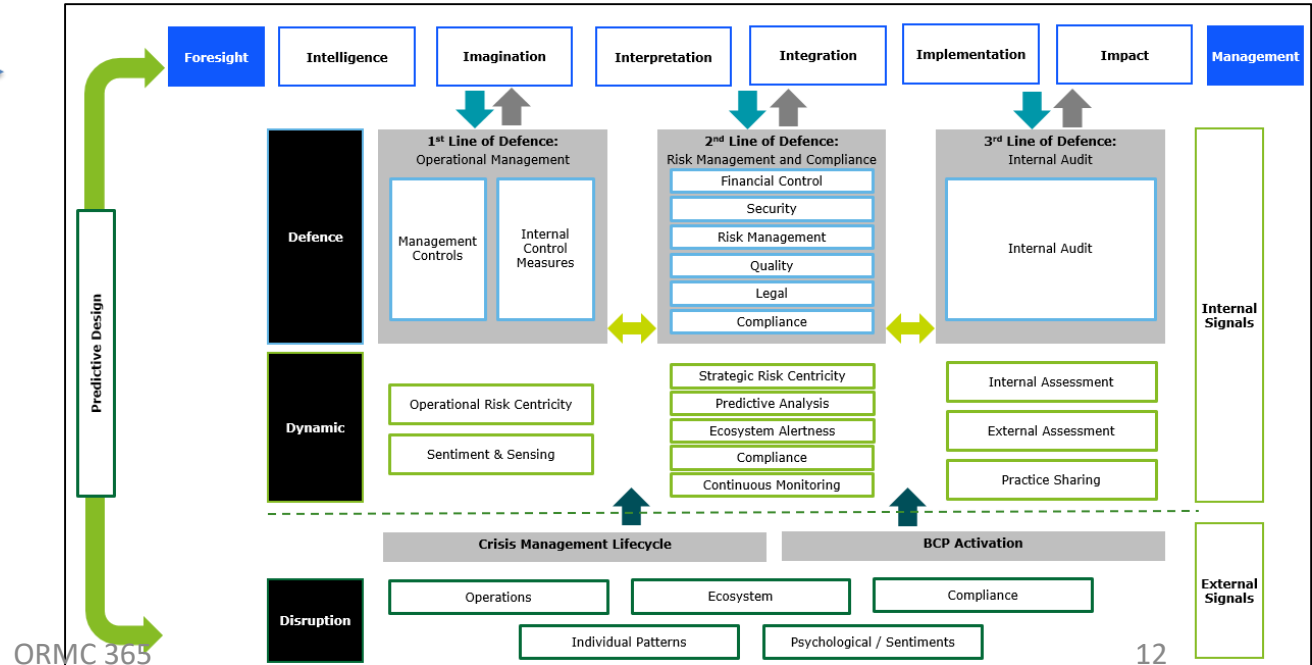 Foresight
Intelligence
Imagination
Interpretation
Integration
Implementation
Impact
Management
Predictive Design
Defence
1st Line of Defence:
Operational Management
Management
Controls
Internal
Control
Measures
2nd Line of Defence:
Risk Management and Compliance
Financial Control
Security
Risk Management
Quality
Legal
Compliance
3rd Line of Defence:
Internal Audit
Internal Audit
Internal
Signals
Dynamic
Operational Risk Centricity
Sentiment & Sensing
Strategic Risk Centricity
Predictive Analysis
Ecosystem Alertness
Compliance
Continuous Monitoring
Internal Assessment
External Assessment
Practice Sharing
Crisis Management Lifecycle
BCP Activation
Disruption
Operations
Ecosystem
Compliance
Individual Patterns
Psychological / Sentiments
External
Signals
ORMC 365
12